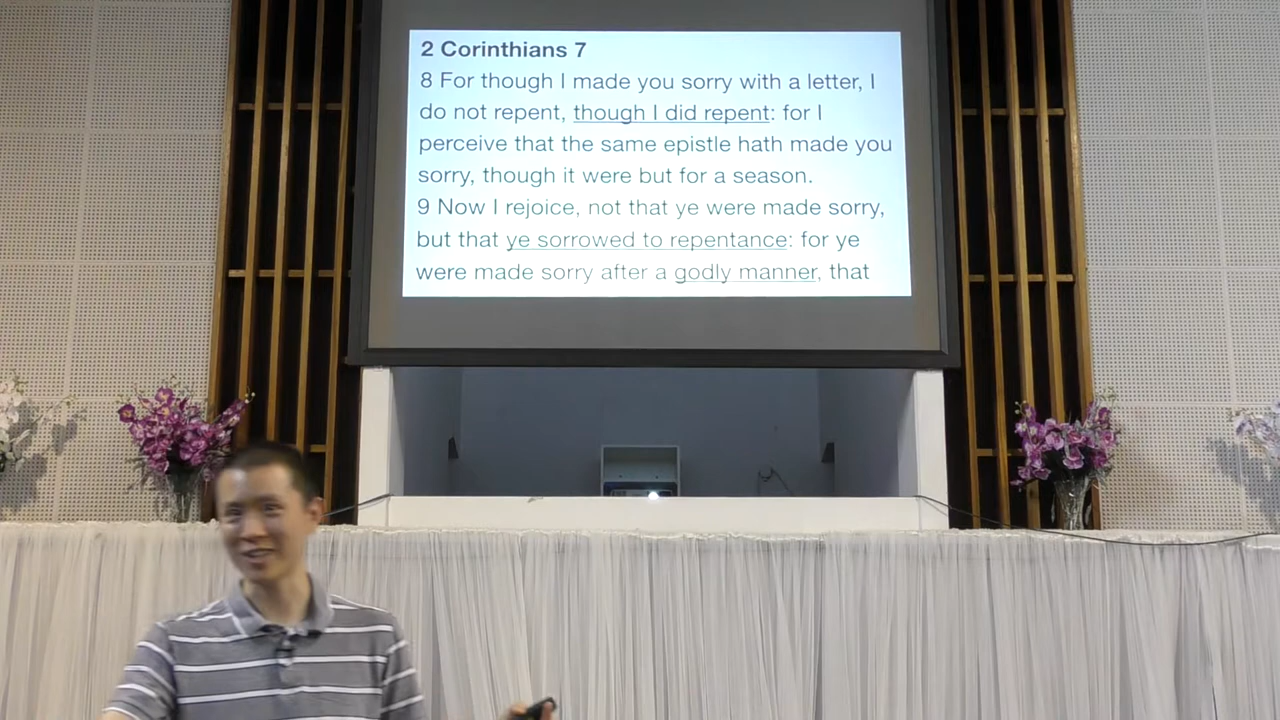 2 Corinthians 7
8 For though I made you sorry with a letter, I
do not repent, though I did repent: for I
perceive that the same epistle hath made you
sorry, though it were but for a season.
9 Now I rejoice, not that ye were made sorry,
but that ye sorrowed to repentance: for ye
were made sorry after a godly manner, that